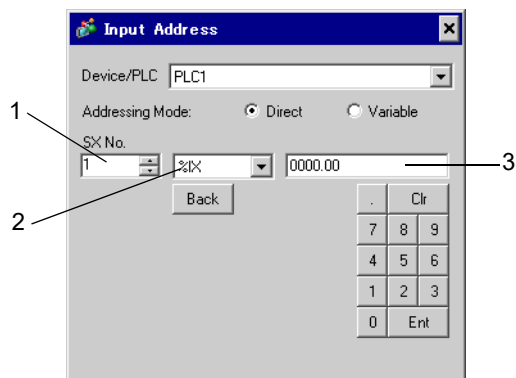 Input Address
Device/PLC PLC1
Addressing Mode: Direct Variable
1
SX No.
1 %IX 0000.00 3
2
Back . Clr
7 8 9
4 5 6
1 2 3
0 Ent